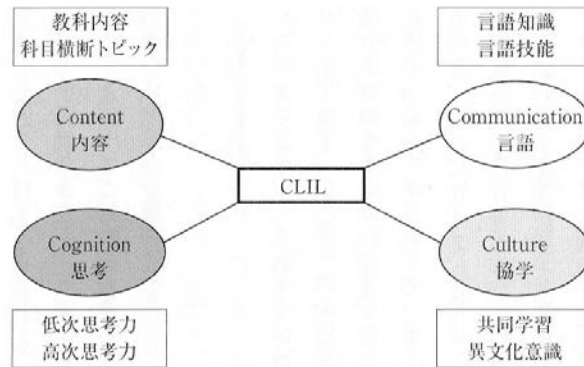 教科内容
科目横断トピック
言語知識
言語技能
Content
内容
Communication
言語
CLIL
Cognition
思考
Culture
協学
低次思考力
高次思考力
共同学習
異文化意識